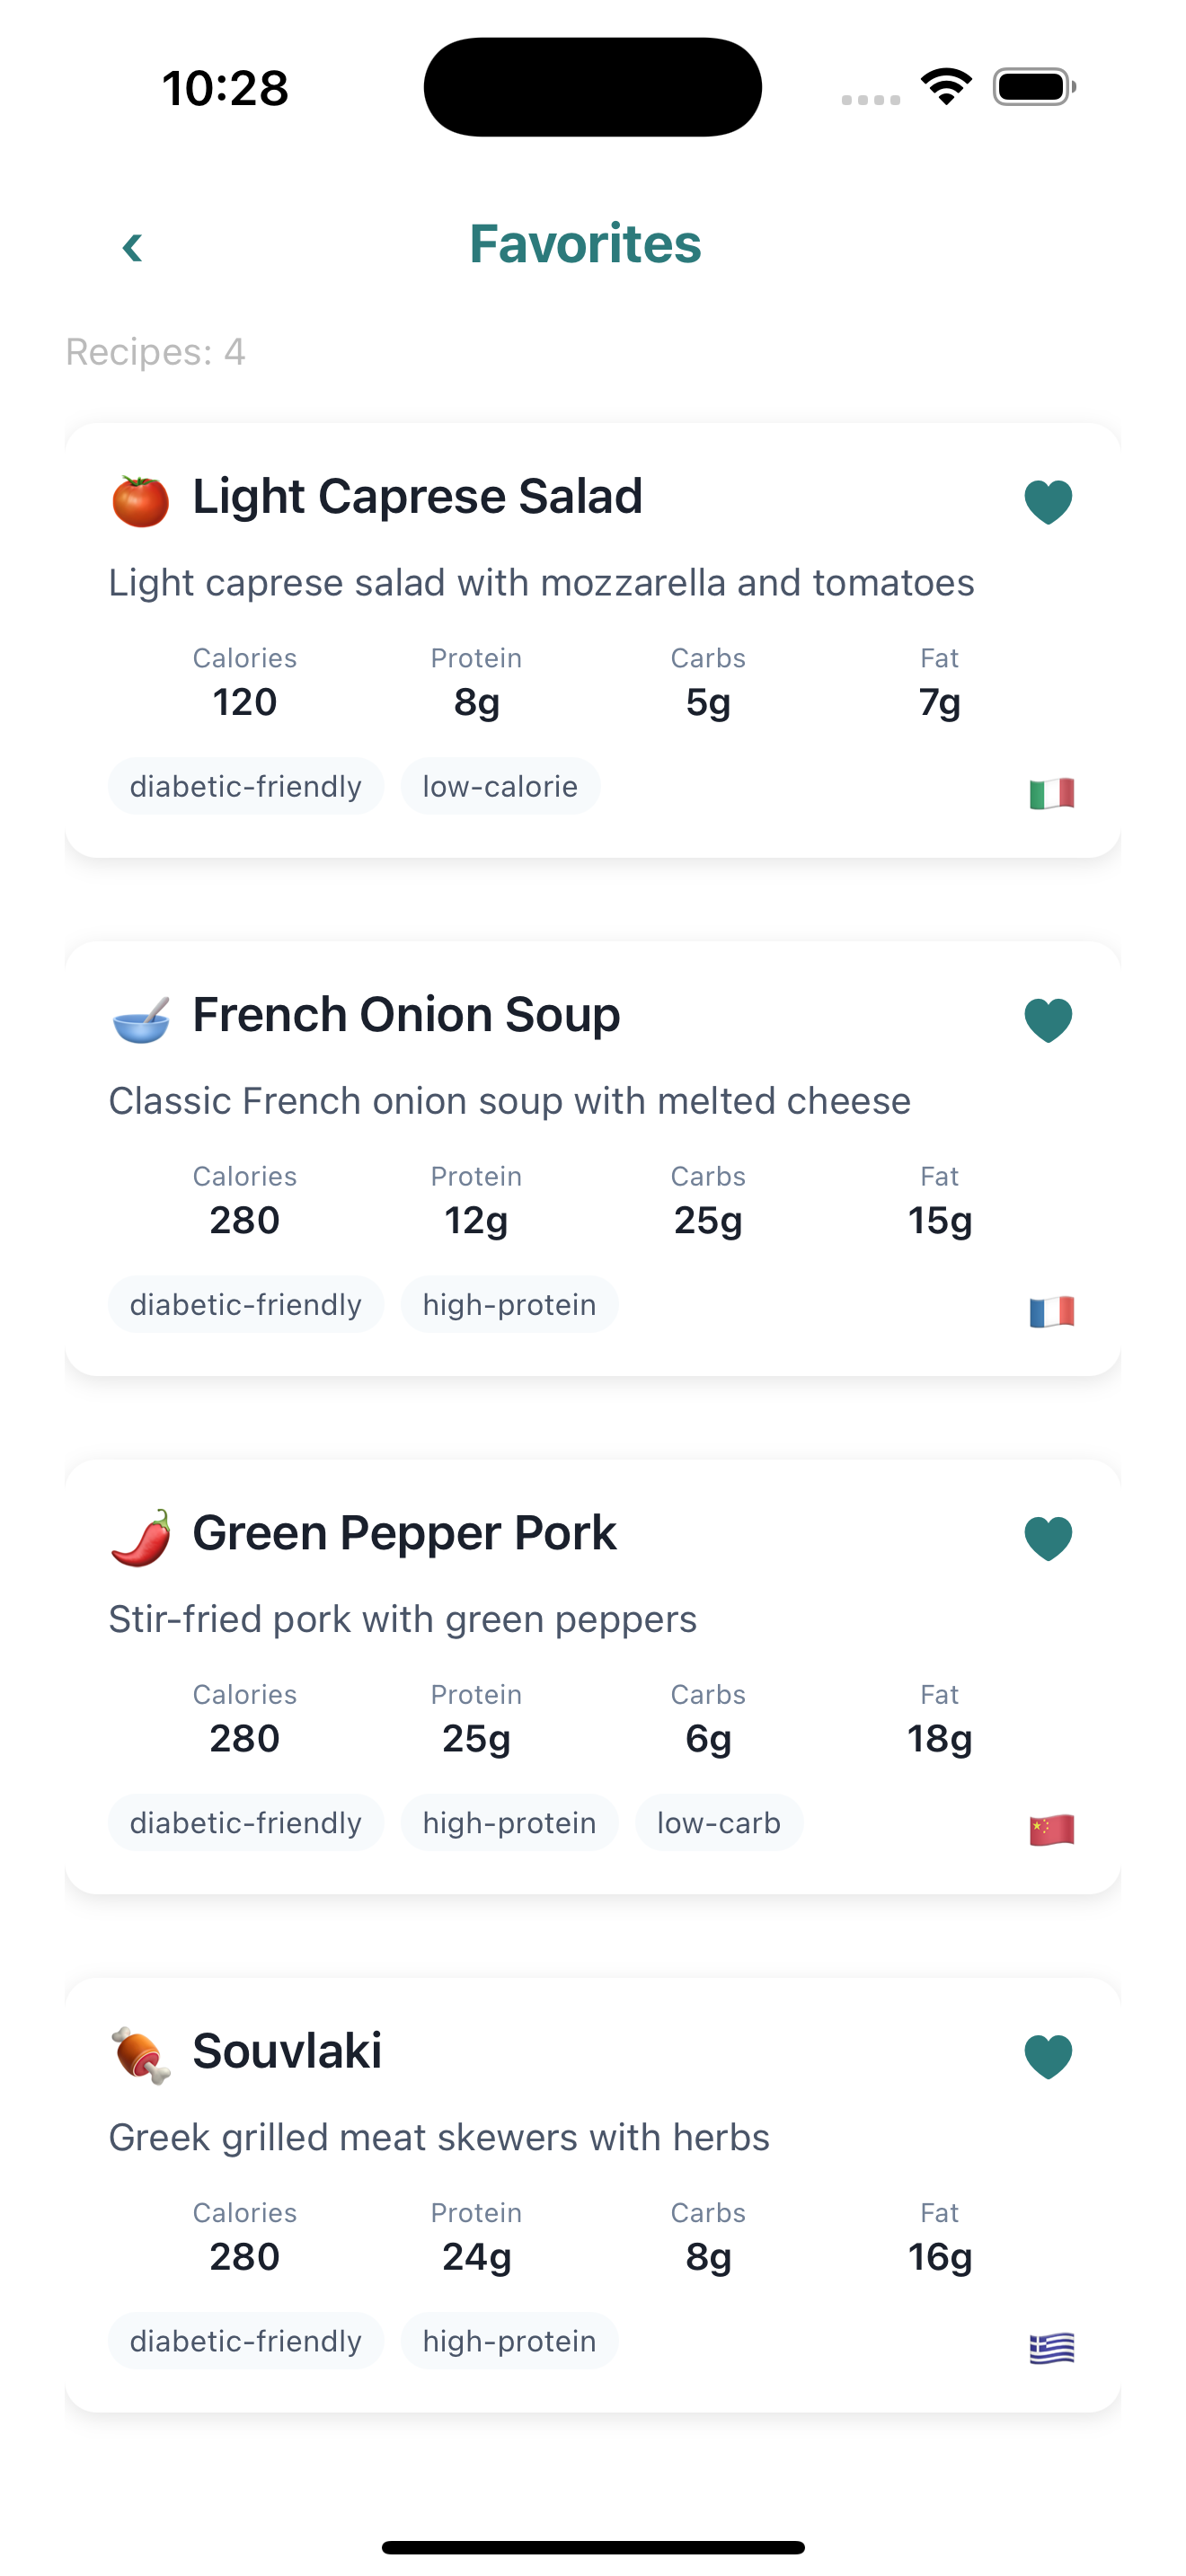 10:28
Favorites
Recipes: 4
Light Caprese Salad
Light caprese salad with mozzarella and tomatoes
Calories Protein Carbs Fat
120 8g 5g 7g
diabetic-friendly low-calorie
French Onion Soup
Classic French onion soup with melted cheese
Calories Protein Carbs Fat
280 12g 25g 15g
diabetic-friendly high-protein
Green Pepper Pork
Stir-fried pork with green peppers
Calories Protein Carbs Fat
280 25g 6g 18g
diabetic-friendly high-protein low-carb
Souvlaki
Greek grilled meat skewers with herbs
Calories Protein Carbs Fat
280 24g 8g 16g
diabetic-friendly high-protein